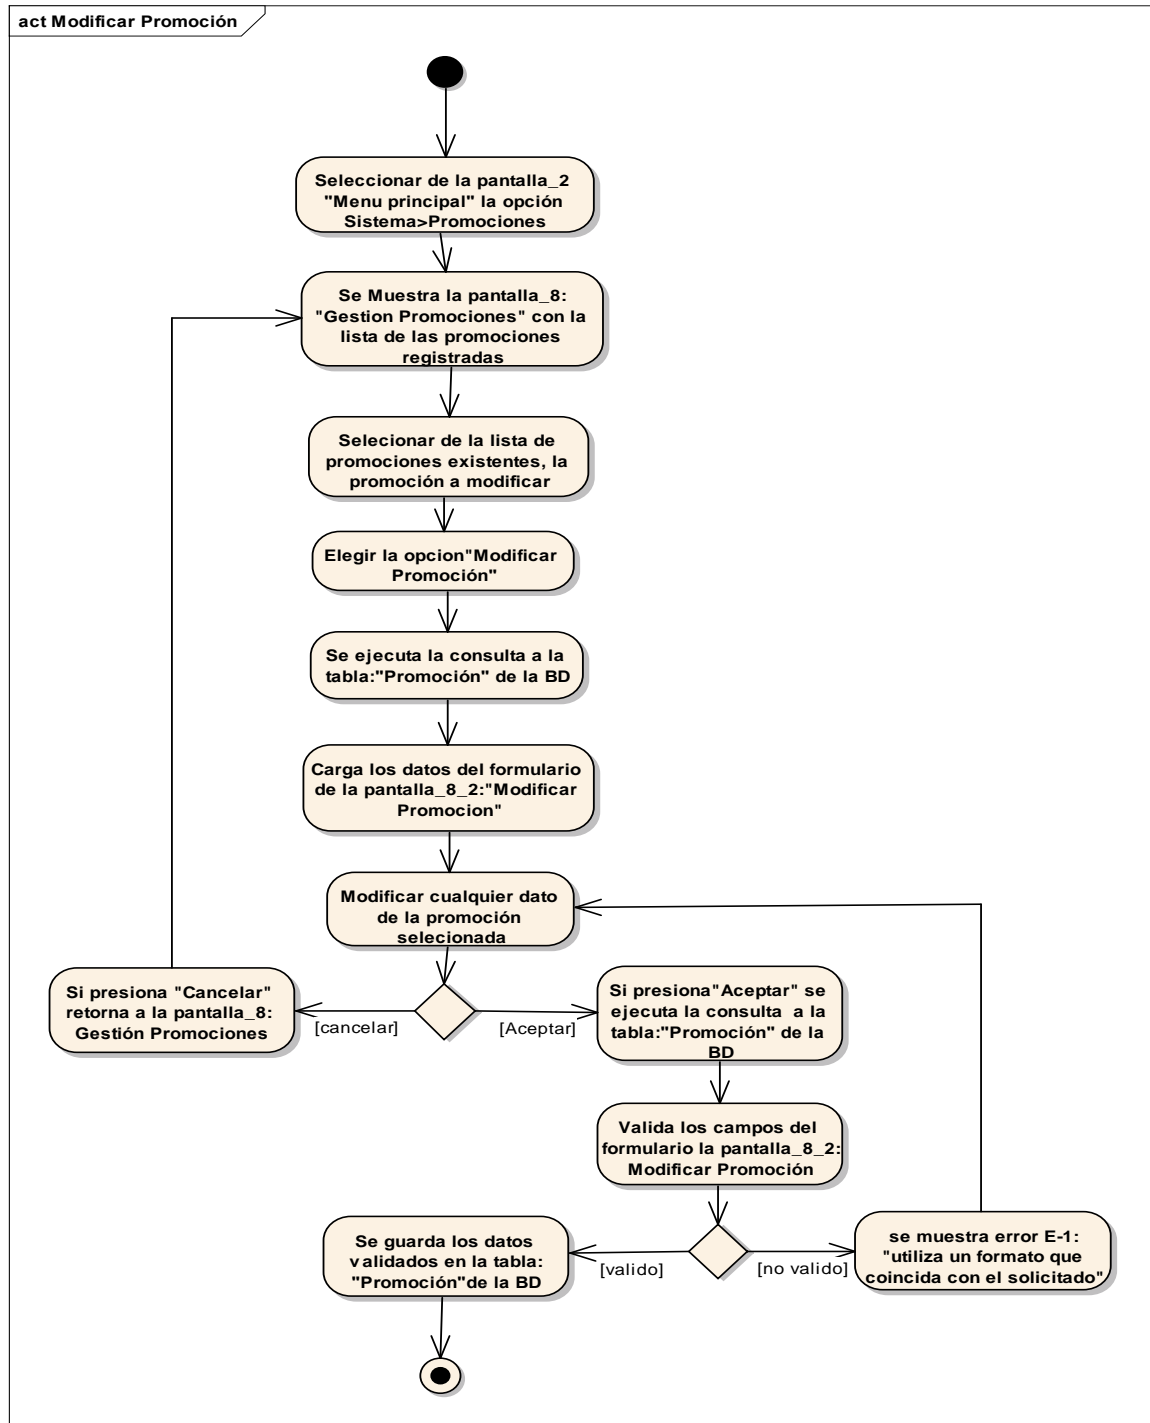 act Modificar Promoción
Seleccionar de la pantalla_2
"Menu principal" la opción
Sistema>Promociones
Se Muestra la pantalla_8:
"Gestion Promociones" con la
lista de las promociones
registradas
Selecionar de la lista de
promociones existentes, la
promoción a modificar
Elegir la opcion"Modificar
Promoción"
Se ejecuta la consulta a la
tabla:"Promoción" de la BD
Carga los datos del formulario
de la pantalla_8_2:"Modificar
Promocion"
Modificar cualquier dato
de la promoción
selecionada
Si presiona "Cancelar"
retorna a la pantalla_8:
Gestión Promociones
[cancelar]
[Aceptar]
Si presiona"Aceptar" se
ejecuta la consulta a la
tabla:"Promoción" de la
BD
Valida los campos del
formulario la pantalla_8_2:
Modificar Promoción
Se guarda los datos
validados en la tabla:
"Promoción"de la BD
[valido]
[no valido]
se muestra error E-1:
"utiliza un formato que
coincida con el solicitado"